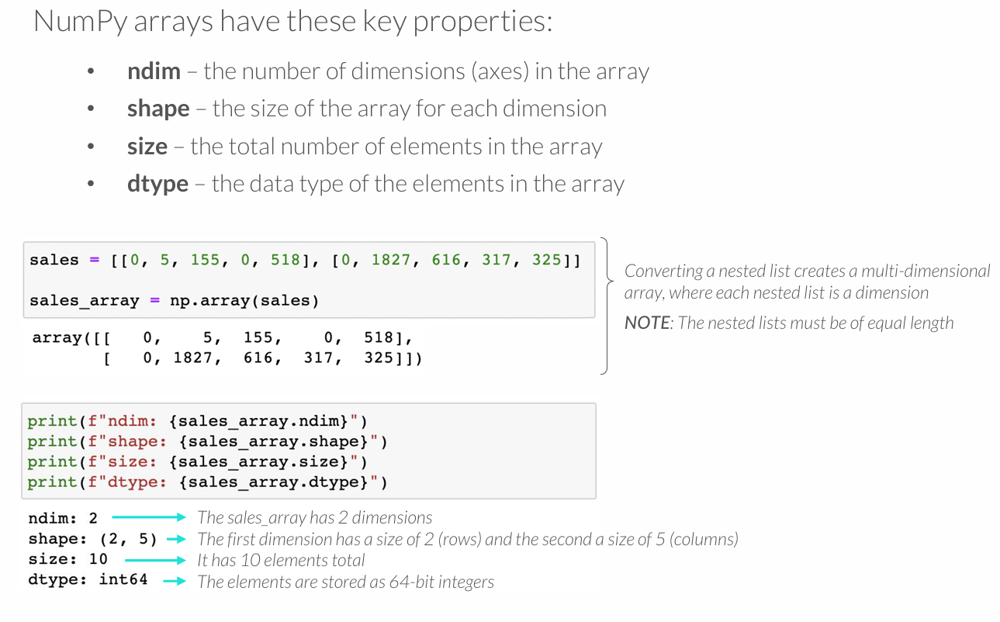 NumPy arrays have these key properties:
• ndim – the number of dimensions (axes) in the array
• shape – the size of the array for each dimension
• size – the total number of elements in the array
• dtype – the data type of the elements in the array
sales = [[0, 5, 155, 0, 518], [0, 1827, 616, 317, 325]]
sales_array = np.array(sales)
array([[   0,    5,  155,    0,  518],
       [   0, 1827,  616,  317,  325]])
Converting a nested list creates a multi-dimensional
array, where each nested list is a dimension
NOTE: The nested lists must be of equal length
print(f"ndim: {sales_array.ndim}")
print(f"shape: {sales_array.shape}")
print(f"size: {sales_array.size}")
print(f"dtype: {sales_array.dtype}")
ndim: 2 The sales_array has 2 dimensions
shape: (2, 5) The first dimension has a size of 2 (rows) and the second a size of 5 (columns)
size: 10 It has 10 elements total
dtype: int64 The elements are stored as 64-bit integers